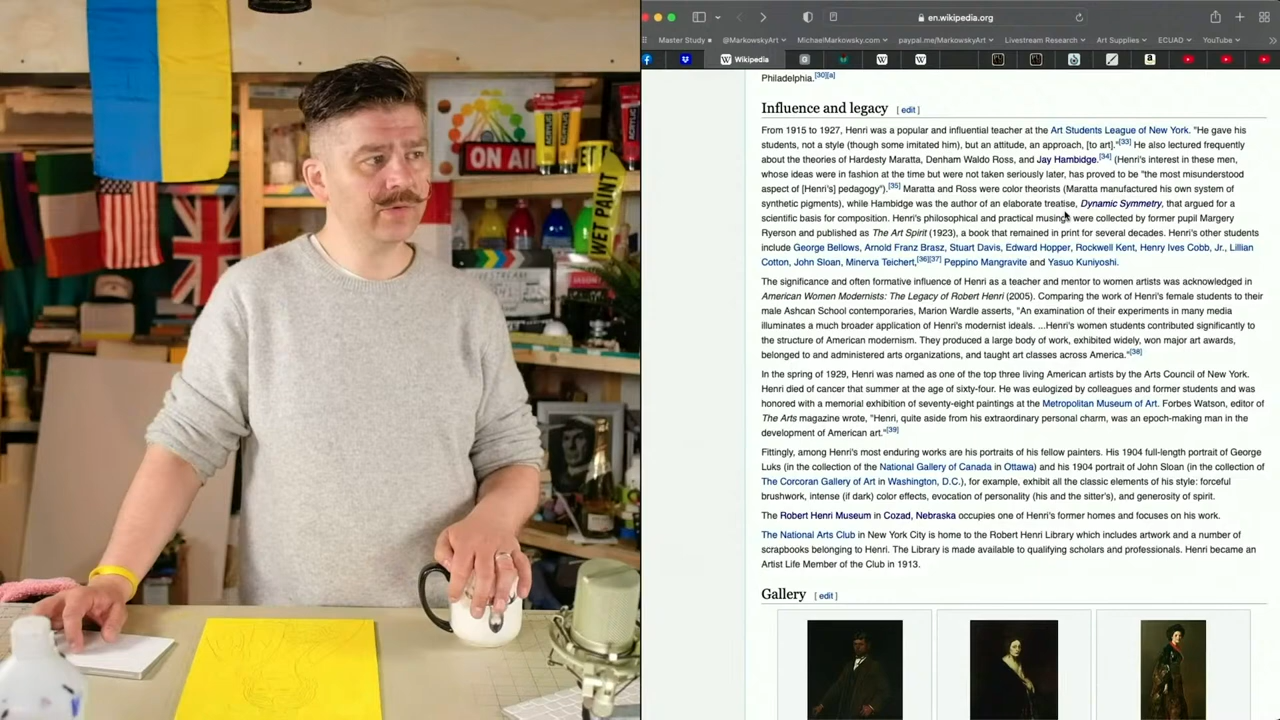 ON AIR
WET PAINT
ACRYLIC
ACRYLIC
LIVESTREAM
en.wikipedia.org
Master Study
@MarkowskyArt
MichaelMarkowsky.com
paypal.me/MarkowskyArt
Livestream Research
Art Supplies
ECUAD
YouTube
Wikipedia
Philadelphia.[30][a]
Influence and legacy [ edit ]
From 1915 to 1927, Henri was a popular and influential teacher at the Art Students League of New York. "He gave his
students, not a style (though some imitated him), but an attitude, an approach, [to art]."[33] He also lectured frequently
about the theories of Hardesty Maratta, Denham Waldo Ross, and Jay Hambidge.[34] (Henri's interest in these men,
whose ideas were in fashion at the time but were not taken seriously later, has proved to be "the most misunderstood
aspect of [Henri's] pedagogy").[35] Maratta and Ross were color theorists (Maratta manufactured his own system of
synthetic pigments), while Hambidge was the author of an elaborate treatise, Dynamic Symmetry, that argued for a
scientific basis for composition. Henri's philosophical and practical musings were collected by former pupil Margery
Ryerson and published as The Art Spirit (1923), a book that remained in print for several decades. Henri's other students
include George Bellows, Arnold Franz Brasz, Stuart Davis, Edward Hopper, Rockwell Kent, Henry Ives Cobb, Jr., Lillian
Cotton, John Sloan, Minerva Teichert,[36][37] Peppino Mangravite and Yasuo Kuniyoshi.
The significance and often formative influence of Henri as a teacher and mentor to women artists was acknowledged in
American Women Modernists: The Legacy of Robert Henri (2005). Comparing the work of Henri's female students to their
male Ashcan School contemporaries, Marion Wardle asserts, "An examination of their experiments in many media
illuminates a much broader application of Henri's modernist ideals. ...Henri's women students contributed significantly to
the structure of American modernism. They produced a large body of work, exhibited widely, won major art awards,
belonged to and administered arts organizations, and taught art classes across America."[38]
In the spring of 1929, Henri was named as one of the top three living American artists by the Arts Council of New York.
Henri died of cancer that summer at the age of sixty-four. He was eulogized by colleagues and former students and was
honored with a memorial exhibition of seventy-eight paintings at the Metropolitan Museum of Art. Forbes Watson, editor of
The Arts magazine wrote, "Henri, quite aside from his extraordinary personal charm, was an epoch-making man in the
development of American art."[39]
Fittingly, among Henri's most enduring works are his portraits of his fellow painters. His 1904 full-length portrait of George
Luks (in the collection of the National Gallery of Canada in Ottawa) and his 1904 portrait of John Sloan (in the collection of
The Corcoran Gallery of Art in Washington, D.C.), for example, exhibit all the classic elements of his style: forceful
brushwork, intense (if dark) color effects, evocation of personality (his and the sitter's), and generosity of spirit.
The Robert Henri Museum in Cozad, Nebraska occupies one of Henri's former homes and focuses on his work.
The National Arts Club in New York City is home to the Robert Henri Library which includes artwork and a number of
scrapbooks belonging to Henri. The Library is made available to qualifying scholars and professionals. Henri became an
Artist Life Member of the Club in 1913.
Gallery [ edit ]